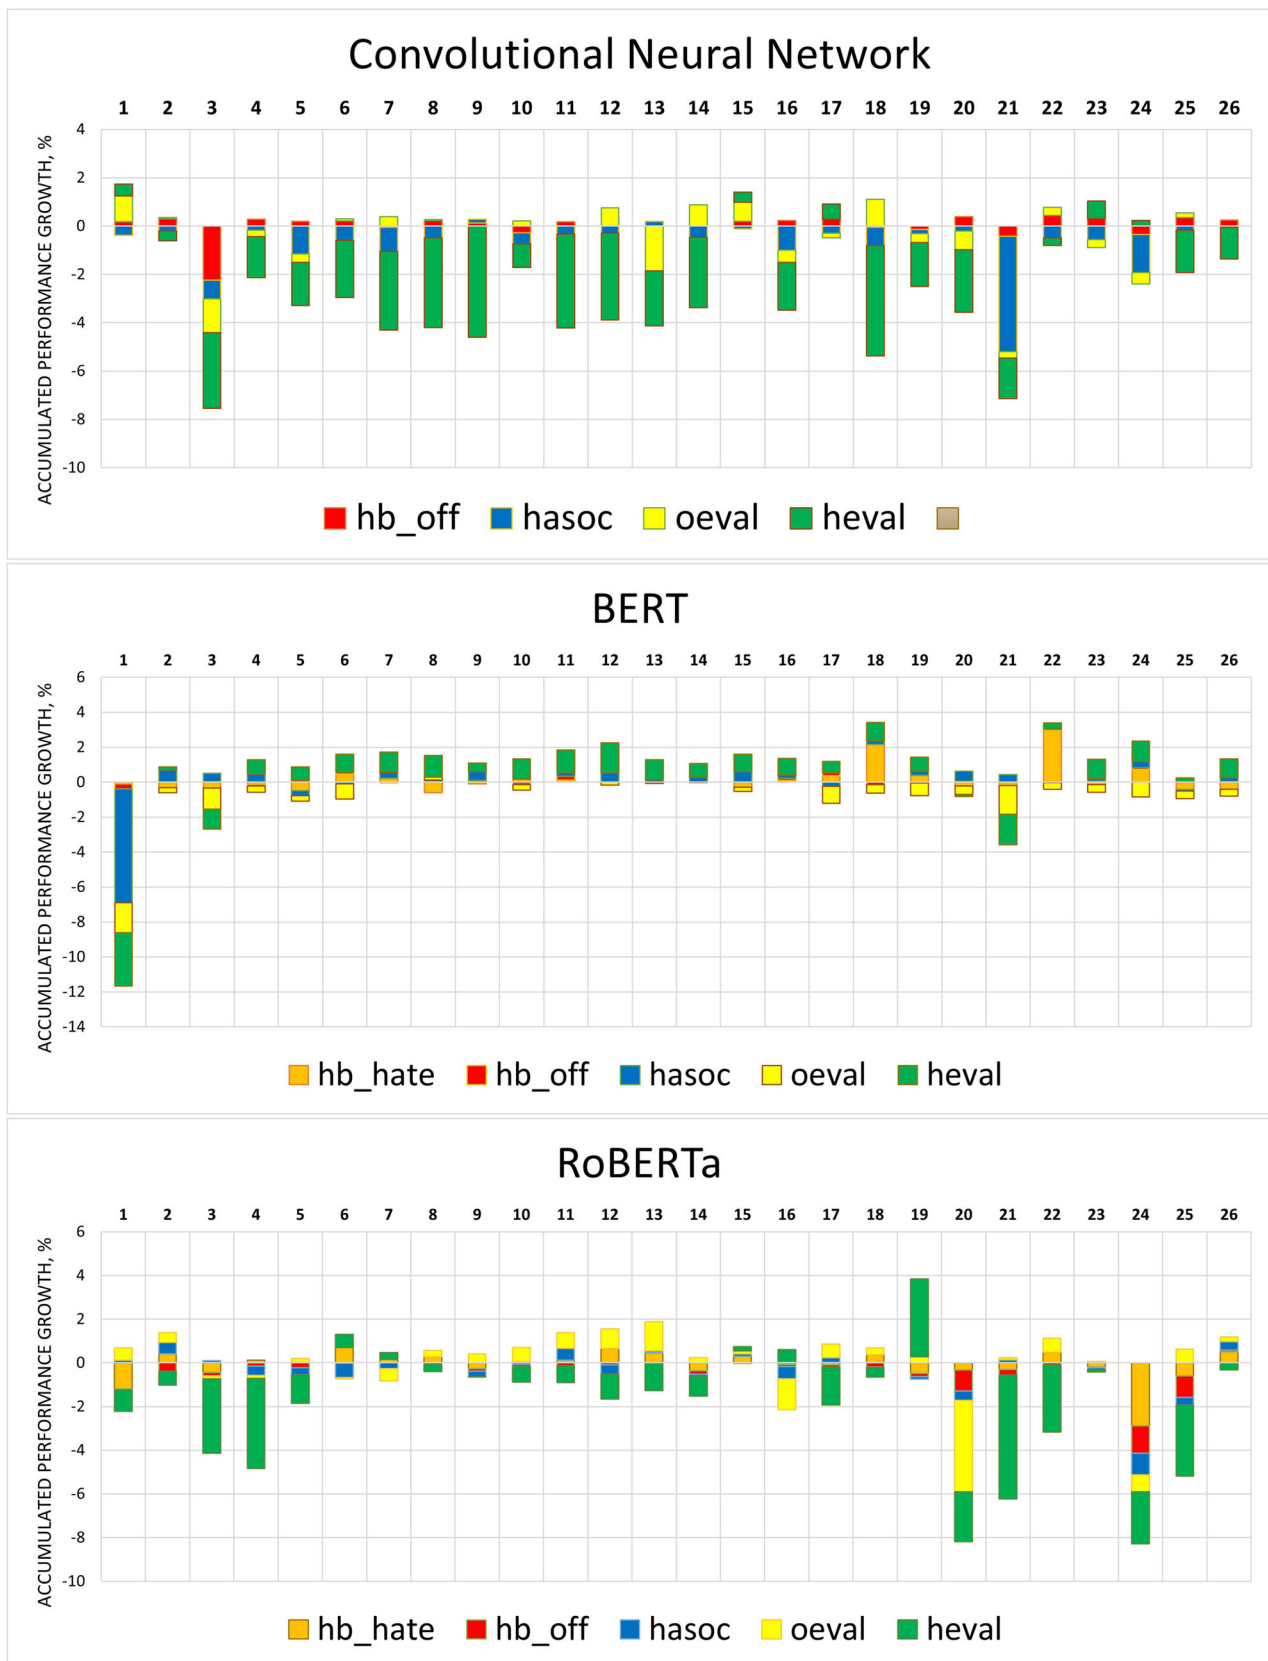 Convolutional Neural Network
1 2 3 4 5 6 7 8 9 10 11 12 13 14 15 16 17 18 19 20 21 22 23 24 25 26
ACCUMULATED PERFORMANCE GROWTH, %
4
2
0
-2
-4
-6
-8
-10
hb_off hasoc oeval heval
BERT
1 2 3 4 5 6 7 8 9 10 11 12 13 14 15 16 17 18 19 20 21 22 23 24 25 26
ACCUMULATED PERFORMANCE GROWTH, %
6
4
2
0
-2
-4
-6
-8
-10
-12
-14
hb_hate hb_off hasoc oeval heval
RoBERTa
1 2 3 4 5 6 7 8 9 10 11 12 13 14 15 16 17 18 19 20 21 22 23 24 25 26
ACCUMULATED PERFORMANCE GROWTH, %
6
4
2
0
-2
-4
-6
-8
-10
hb_hate hb_off hasoc oeval heval